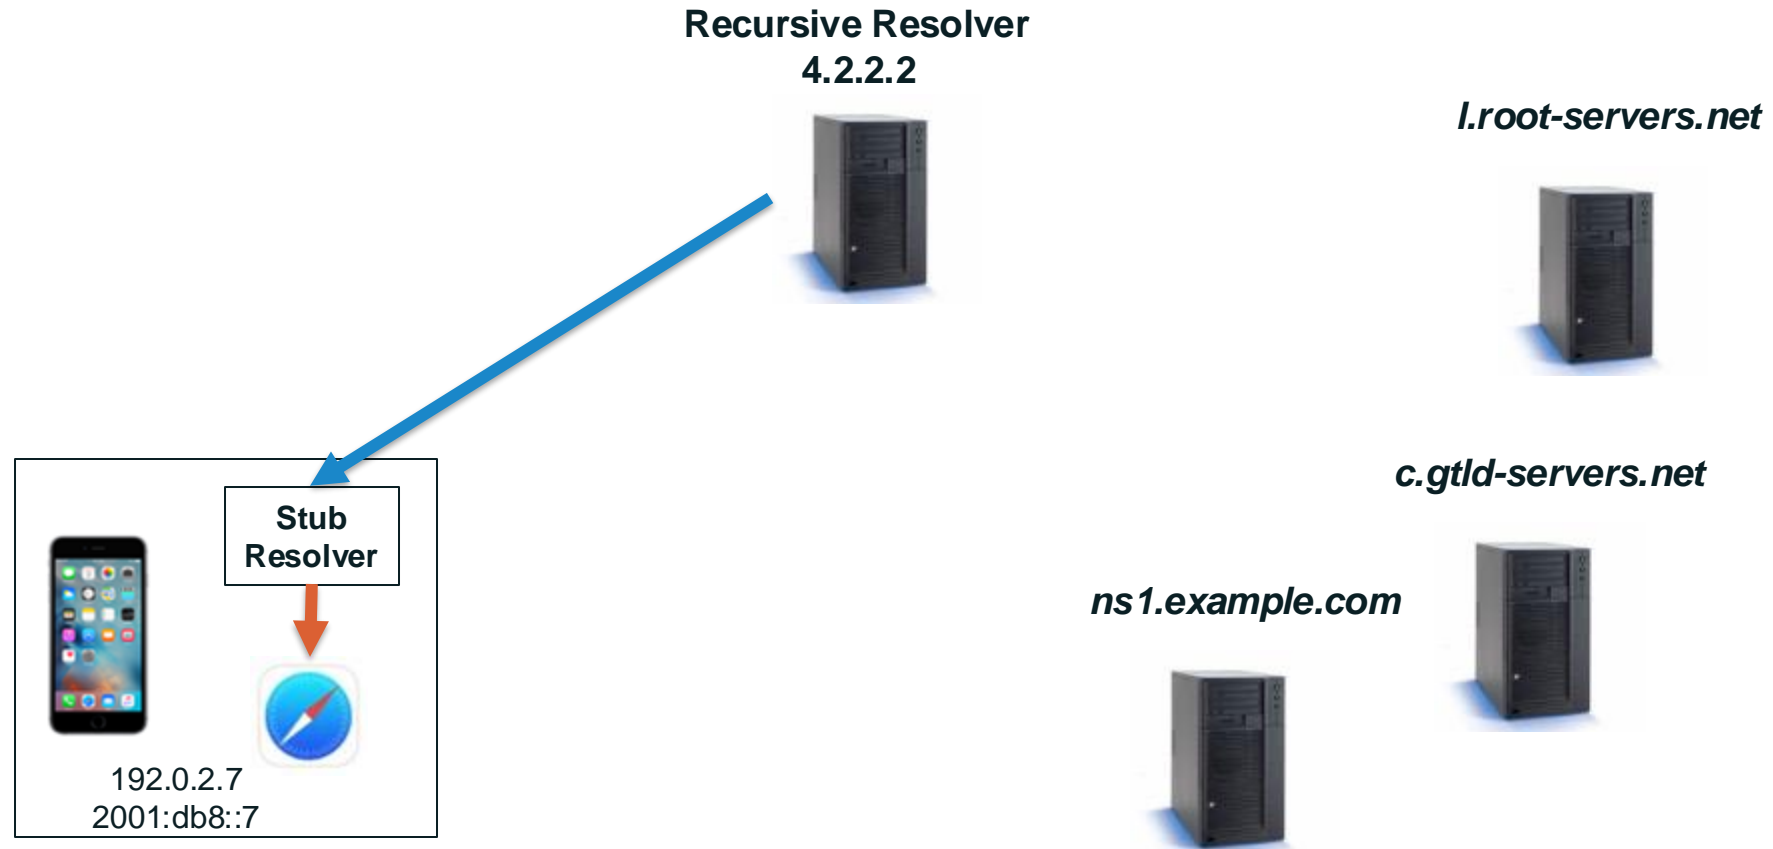 Recursive Resolver
4.2.2.2
l.root-servers.net
c.gtld-servers.net
Stub
Resolver
ns1.example.com
192.0.2.7
2001:db8::7